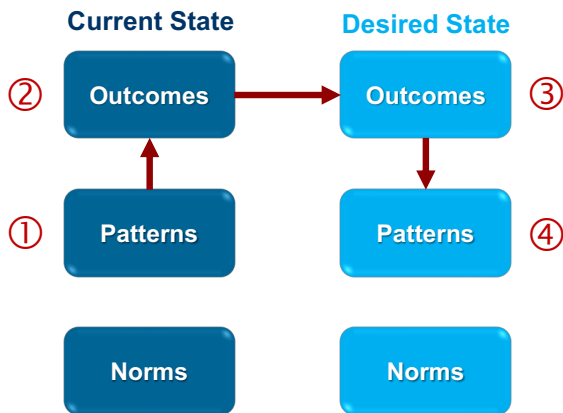 Current State Desired State
② Outcomes Outcomes ③
① Patterns Patterns ④
Norms Norms